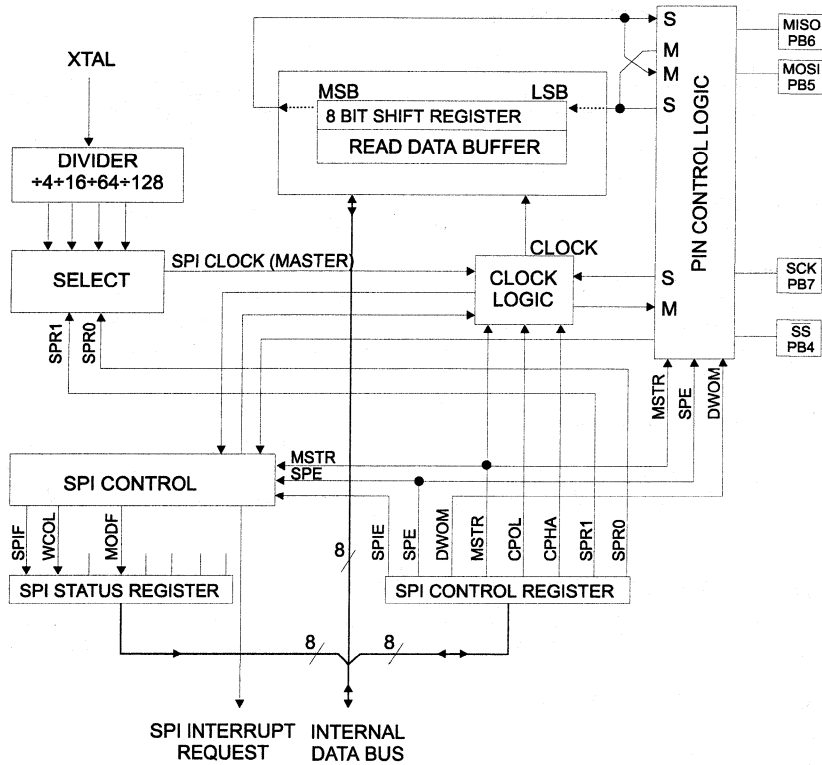 XTAL
DIVIDER
÷4÷16÷64÷128
SELECT
SPR1
SPR0
SPI CLOCK (MASTER)
MSB
LSB
8 BIT SHIFT REGISTER
READ DATA BUFFER
CLOCK
CLOCK
LOGIC
S
M
M
S
S
M
PIN CONTROL LOGIC
MISO
PB6
MOSI
PB5
SCK
PB7
SS
PB4
MSTR
SPE
DWOM
MSTR
SPE
SPI CONTROL
SPIF
WCOL
MODF
SPI STATUS REGISTER
SPIE
SPE
DWOM
MSTR
CPOL
CPHA
SPR1
SPR0
SPI CONTROL REGISTER
8
8
8
SPI INTERRUPT
REQUEST
INTERNAL
DATA BUS